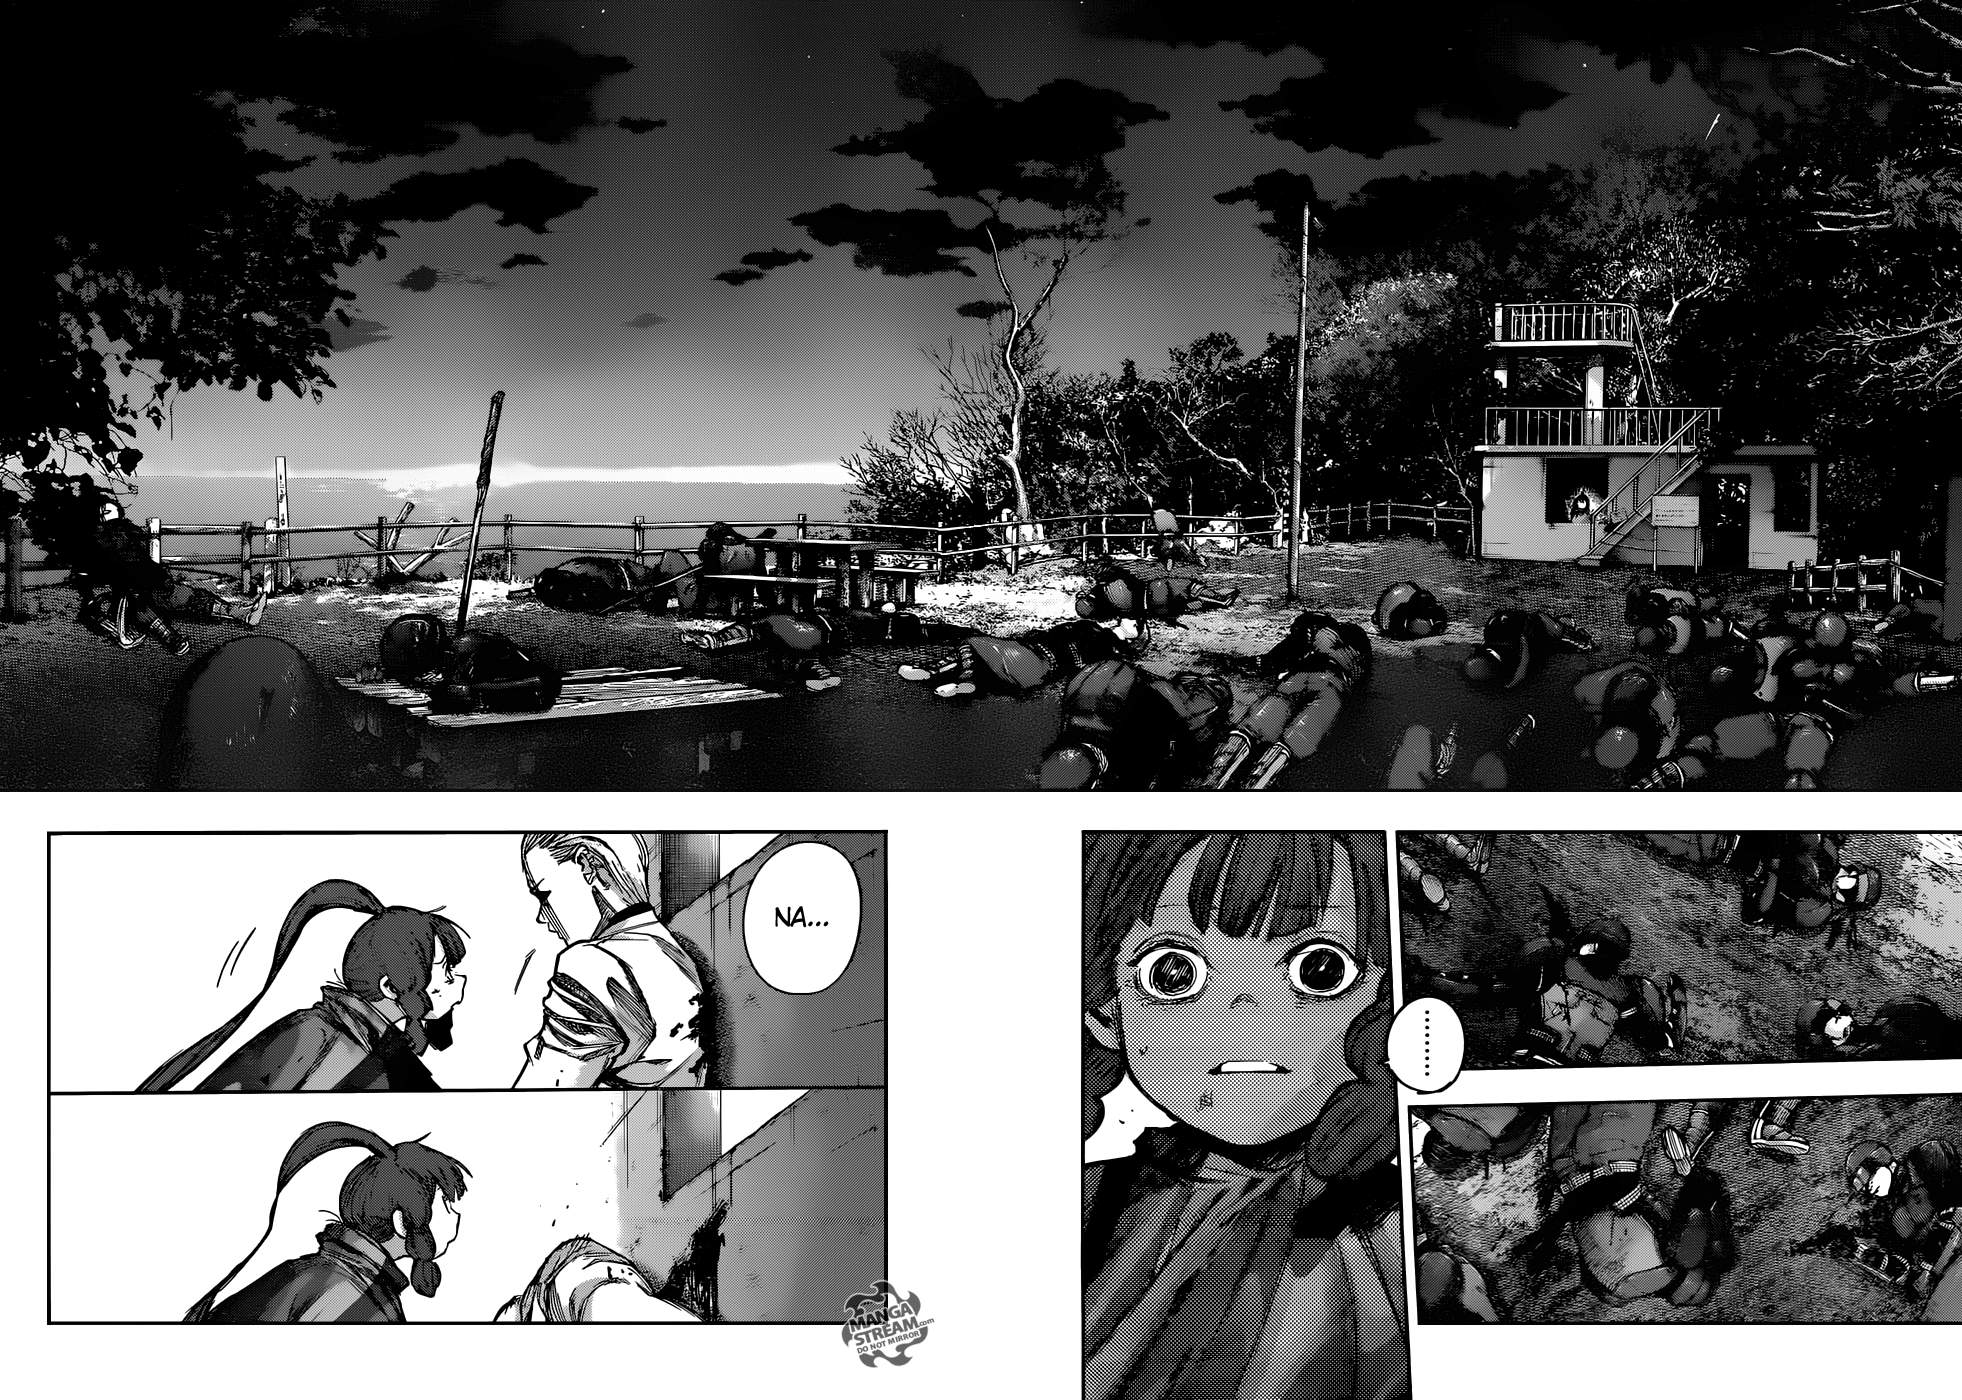 .........
NA...
MANGA
STREAM.com
DO NOT MIRROR